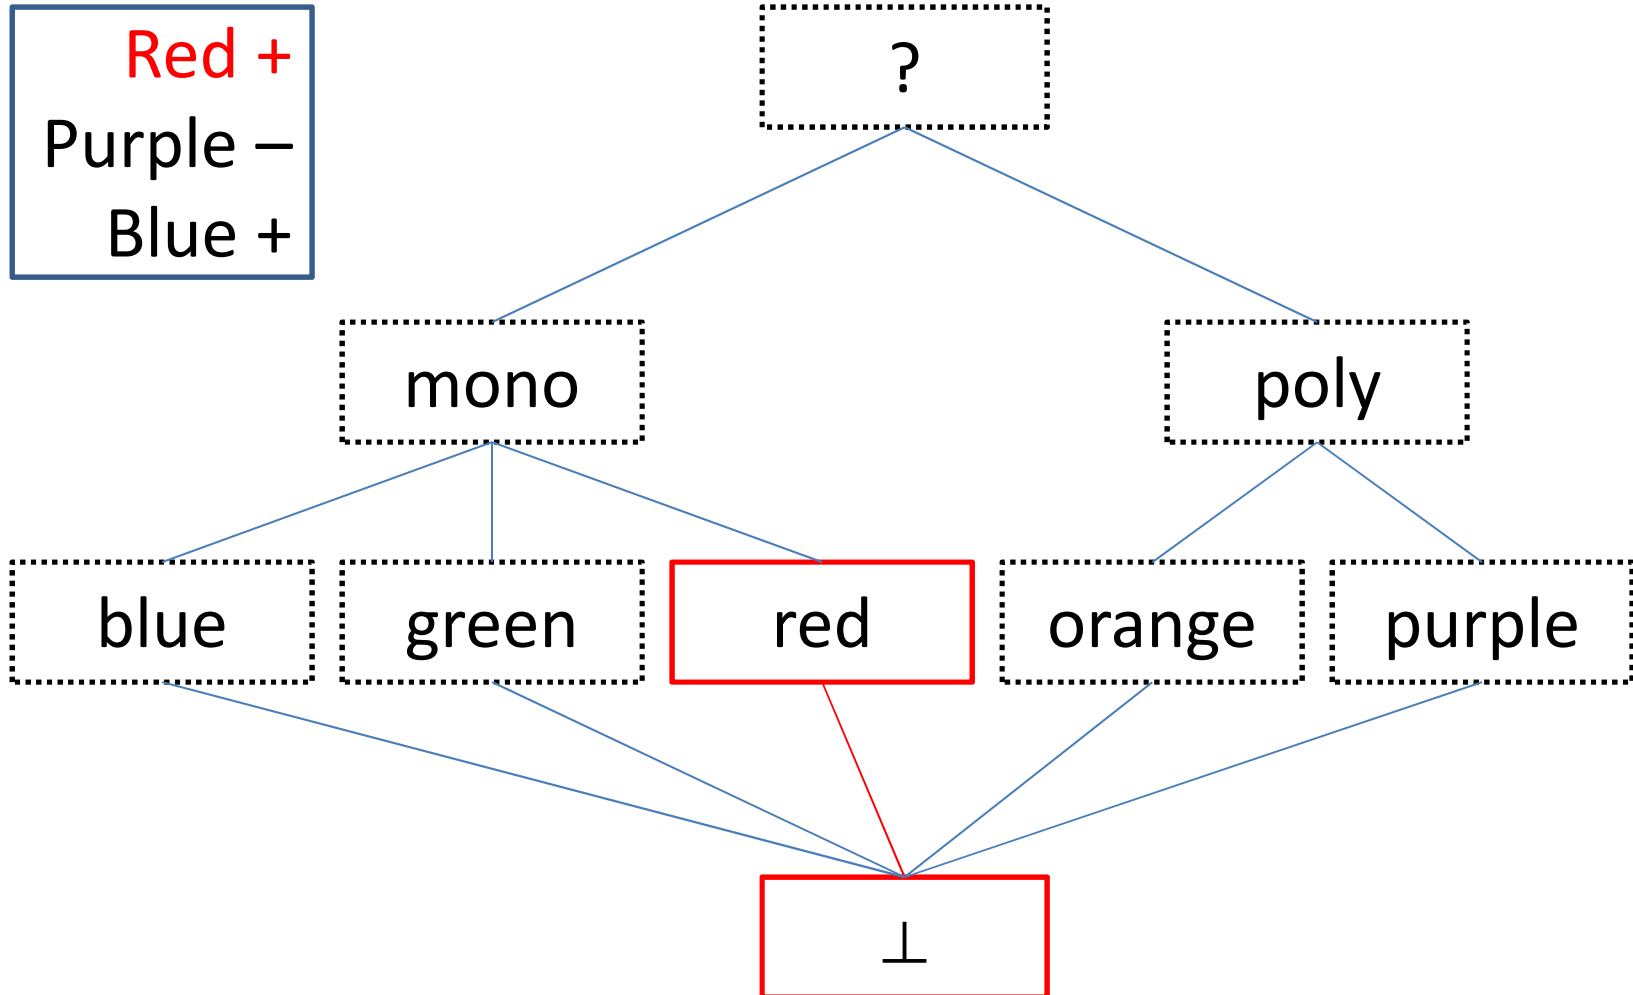 Red +
Purple –
Blue +
?
mono
poly
blue
green
red
orange
purple
⊥